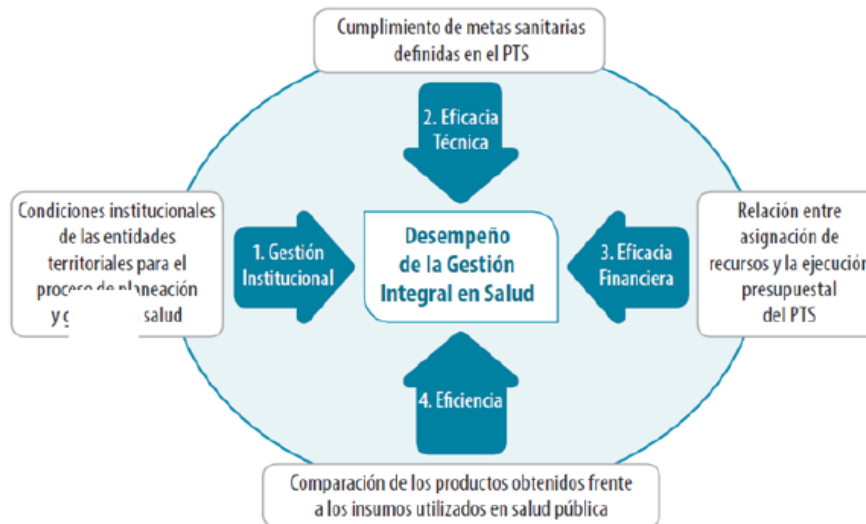 Cumplimiento de metas sanitarias
definidas en el PTS
2. Eficacia
Técnica
Condiciones institucionales
de las entidades
territoriales para el
proceso de planeación
y salud
1. Gestión
Institucional
Desempeño
de la Gestión
Integral en Salud
3. Eficacia
Financiera
Relación entre
asignación de
recursos y la ejecución
presupuestal
del PTS
4. Eficiencia
Comparación de los productos obtenidos frente
a los insumos utilizados en salud pública